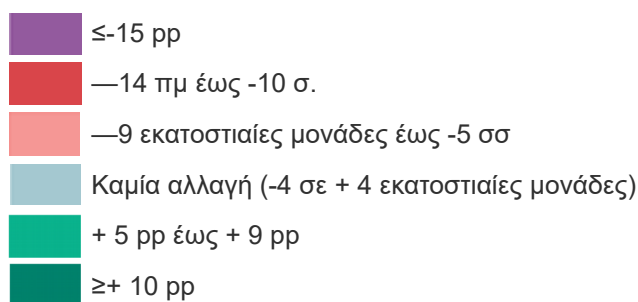 ≤-15 pp
—14 πμ έως -10 σ.
—9 εκατοστιαίες μονάδες έως -5 σσ
Καμία αλλαγή (-4 σε + 4 εκατοστιαίες μονάδες)
+ 5 pp έως + 9 pp
≥+ 10 pp